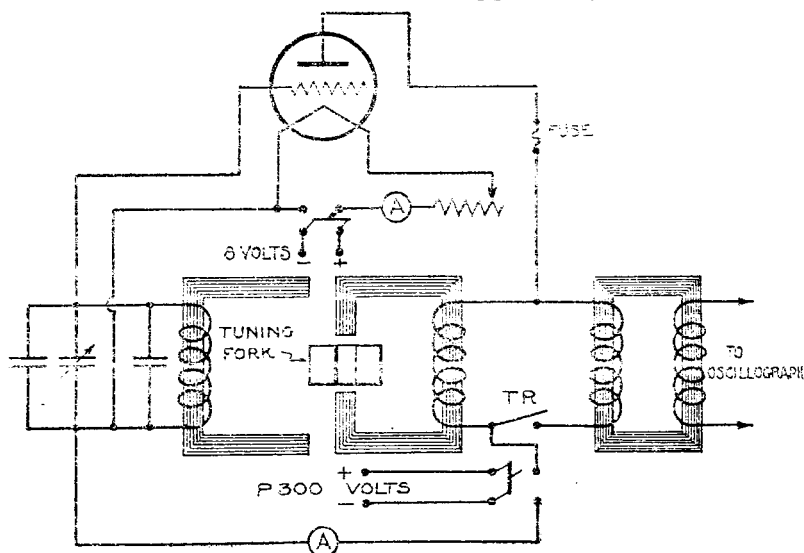 FUSE
A
8 VOLTS
- +
TUNING
FORK
TO
OSCILLOGRAPH
TR
+
P 300 VOLTS
-
A